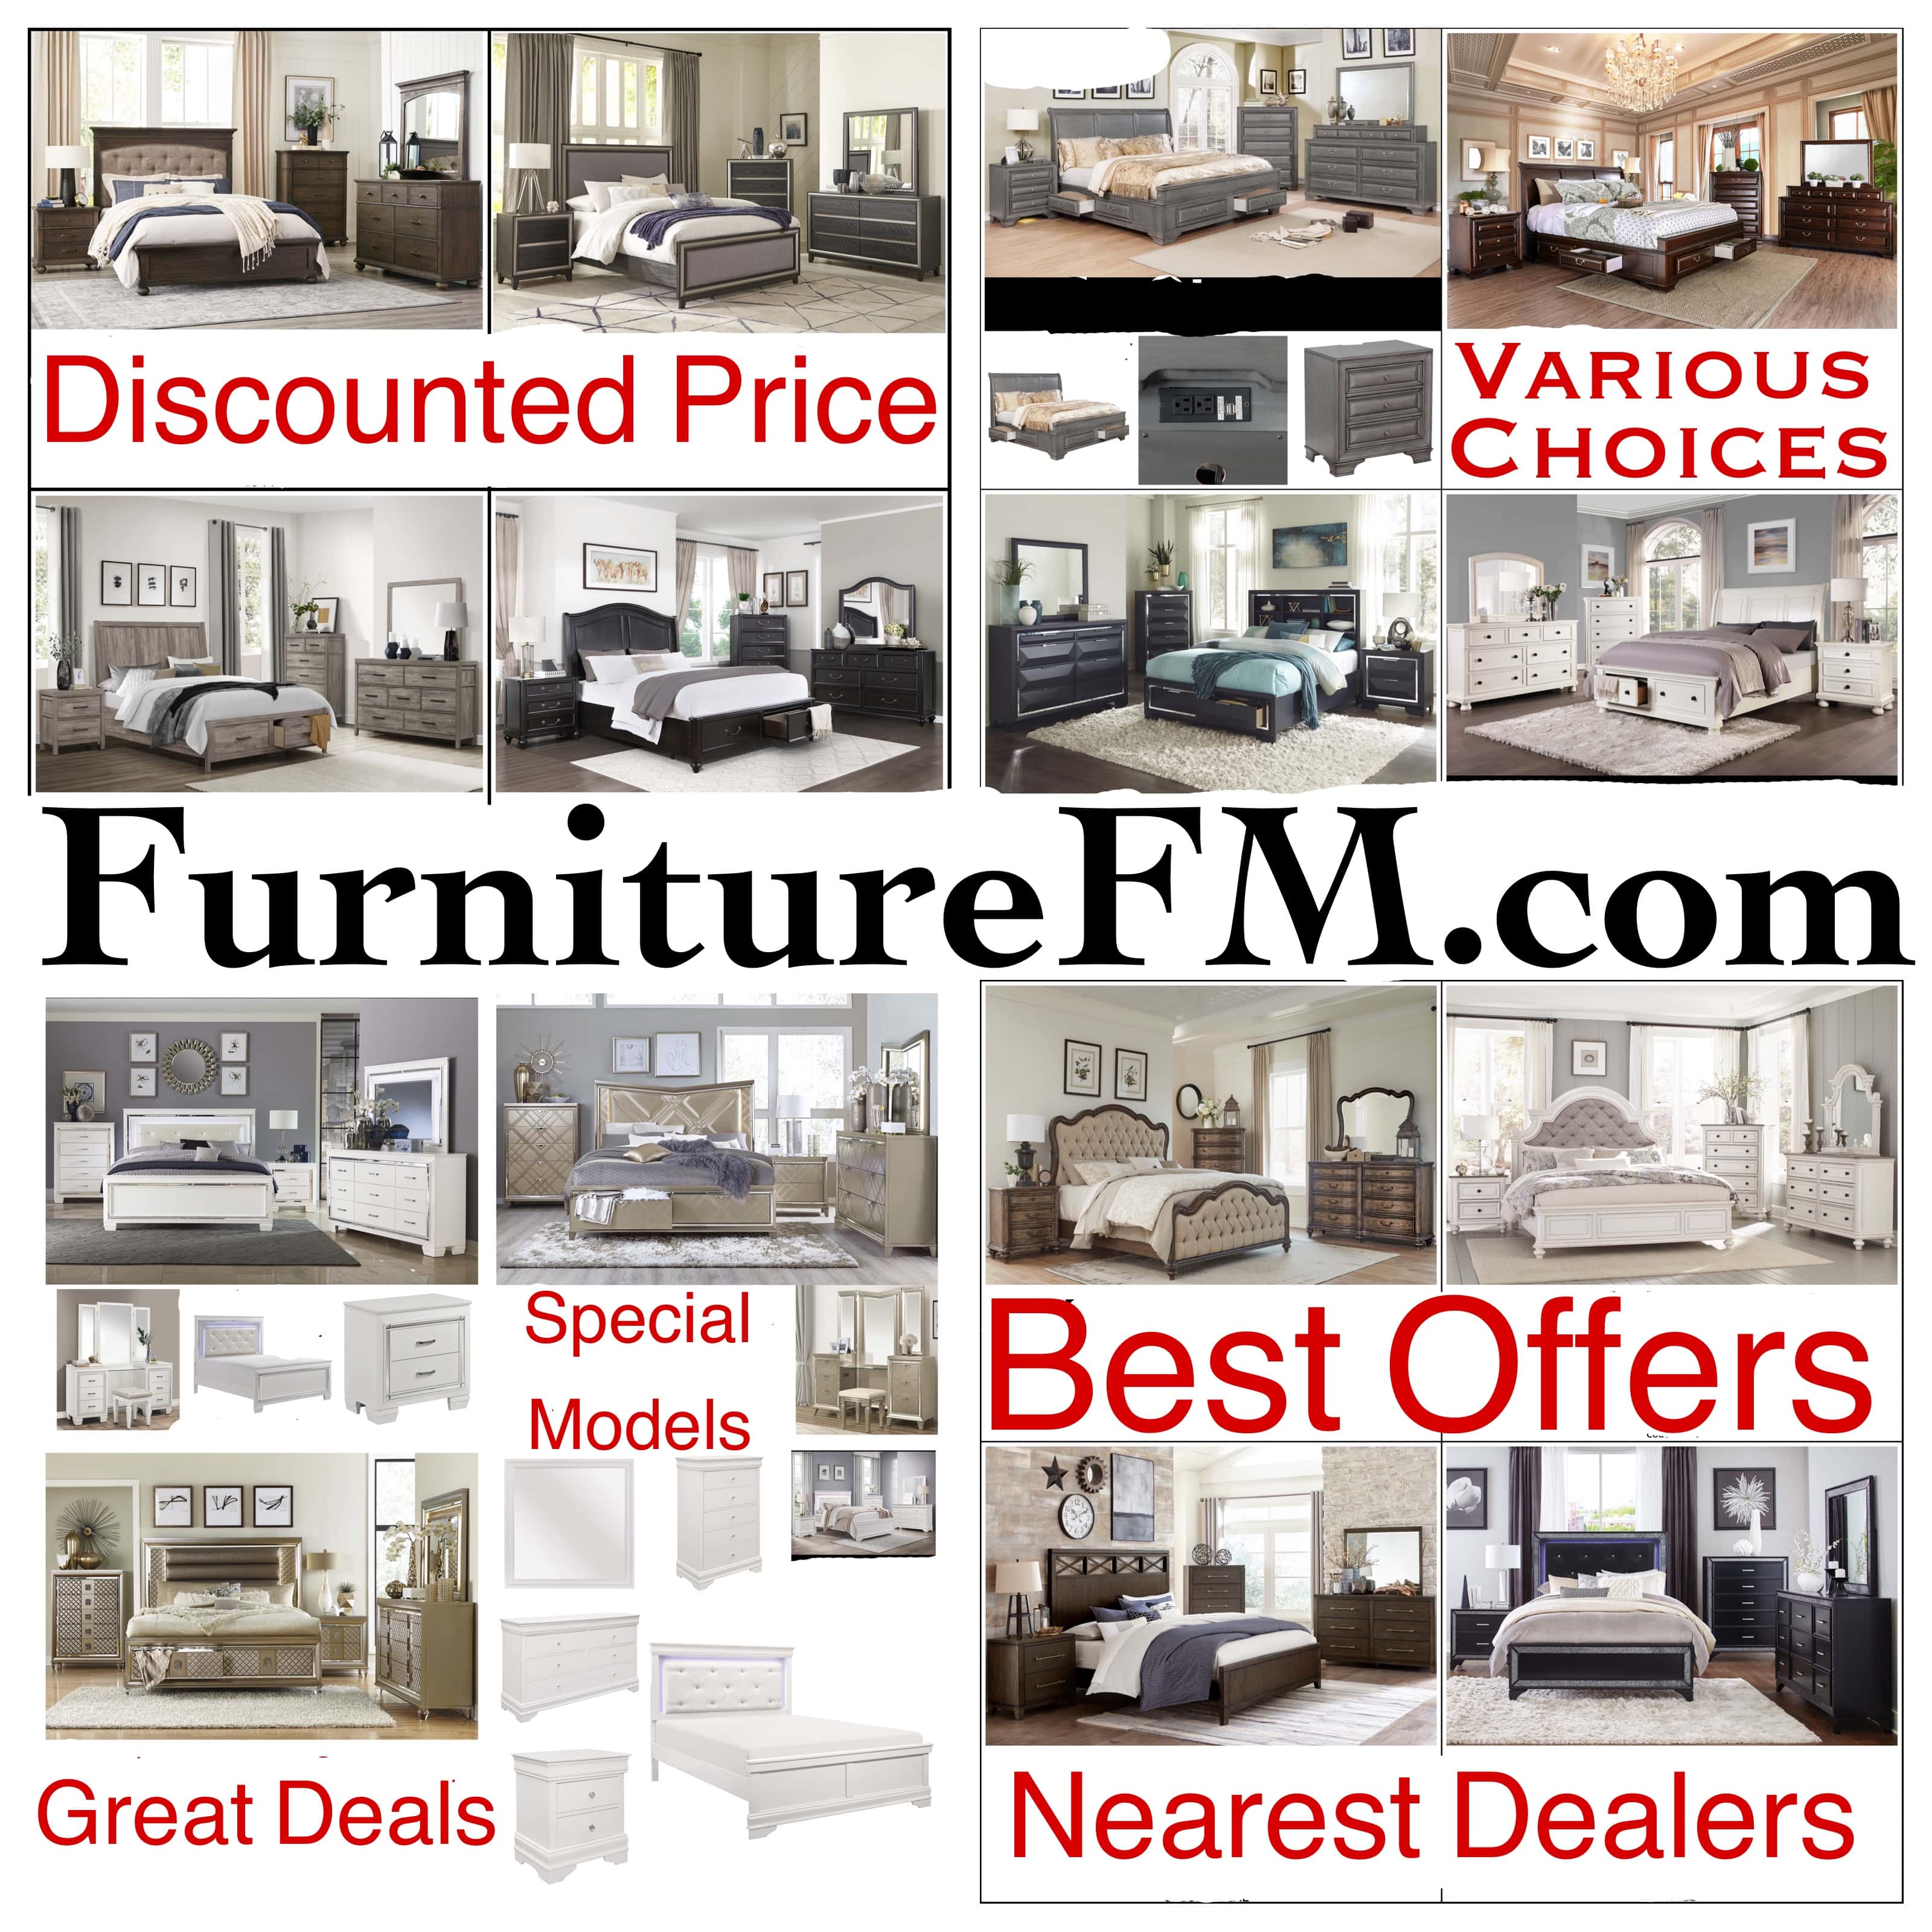 Discounted Price
VARIOUS
CHOICES
FurnitureFM.com
Special
Models
Best Offers
Great Deals
Nearest Dealers